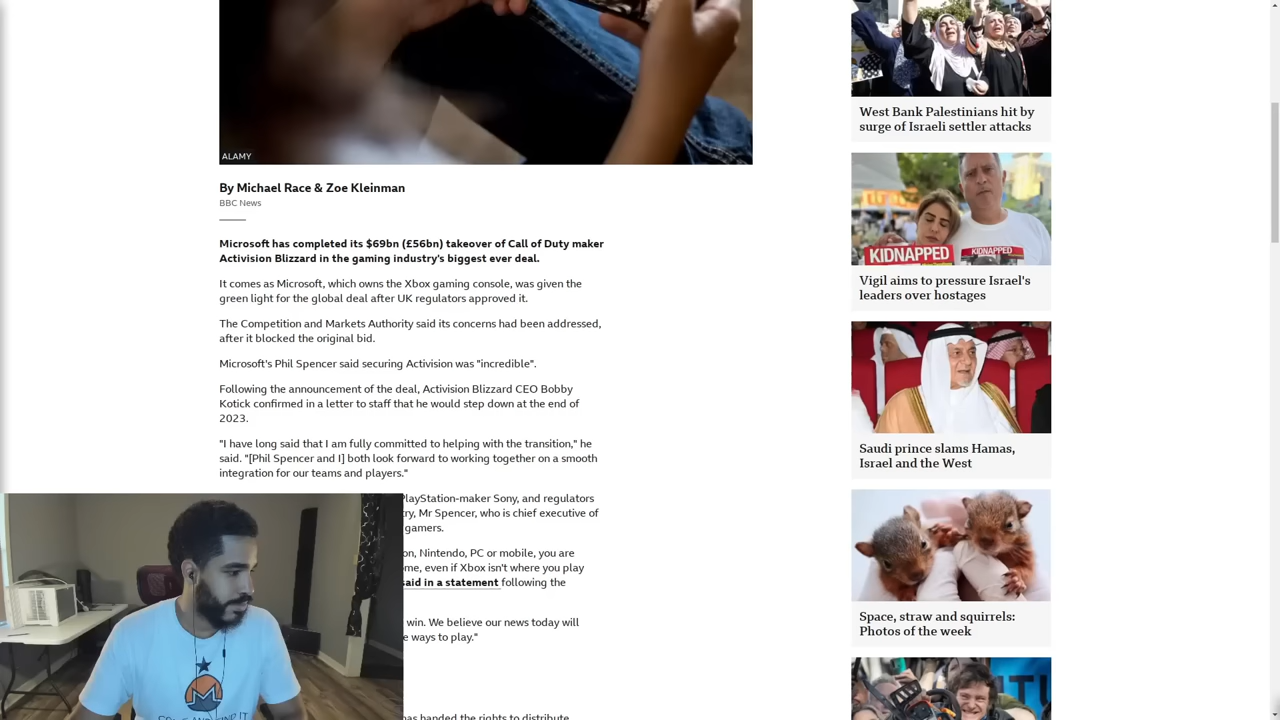 ALAMY
By Michael Race & Zoe Kleinman
BBC News
Microsoft has completed its $69bn (£56bn) takeover of Call of Duty maker
Activision Blizzard in the gaming industry's biggest ever deal.
It comes as Microsoft, which owns the Xbox gaming console, was given the
green light for the global deal after UK regulators approved it.
The Competition and Markets Authority said its concerns had been addressed,
after it blocked the original bid.
Microsoft's Phil Spencer said securing Activision was "incredible".
Following the announcement of the deal, Activision Blizzard CEO Bobby
Kotick confirmed in a letter to staff that he would step down at the end of
2023.
"I have long said that I am fully committed to helping with the transition," he
said. "[Phil Spencer and I] both look forward to working together on a smooth
integration for our teams and players."
PlayStation-maker Sony, and regulators
try, Mr Spencer, who is chief executive of
gamers.
on, Nintendo, PC or mobile, you are
ome, even if Xbox isn't where you play
said in a statement following the
win. We believe our news today will
e ways to play."
has handed the rights to distribute
West Bank Palestinians hit by
surge of Israeli settler attacks
KIDNAPPED
KIDNAPPED
Vigil aims to pressure Israel's
leaders over hostages
Saudi prince slams Hamas,
Israel and the West
Space, straw and squirrels:
Photos of the week